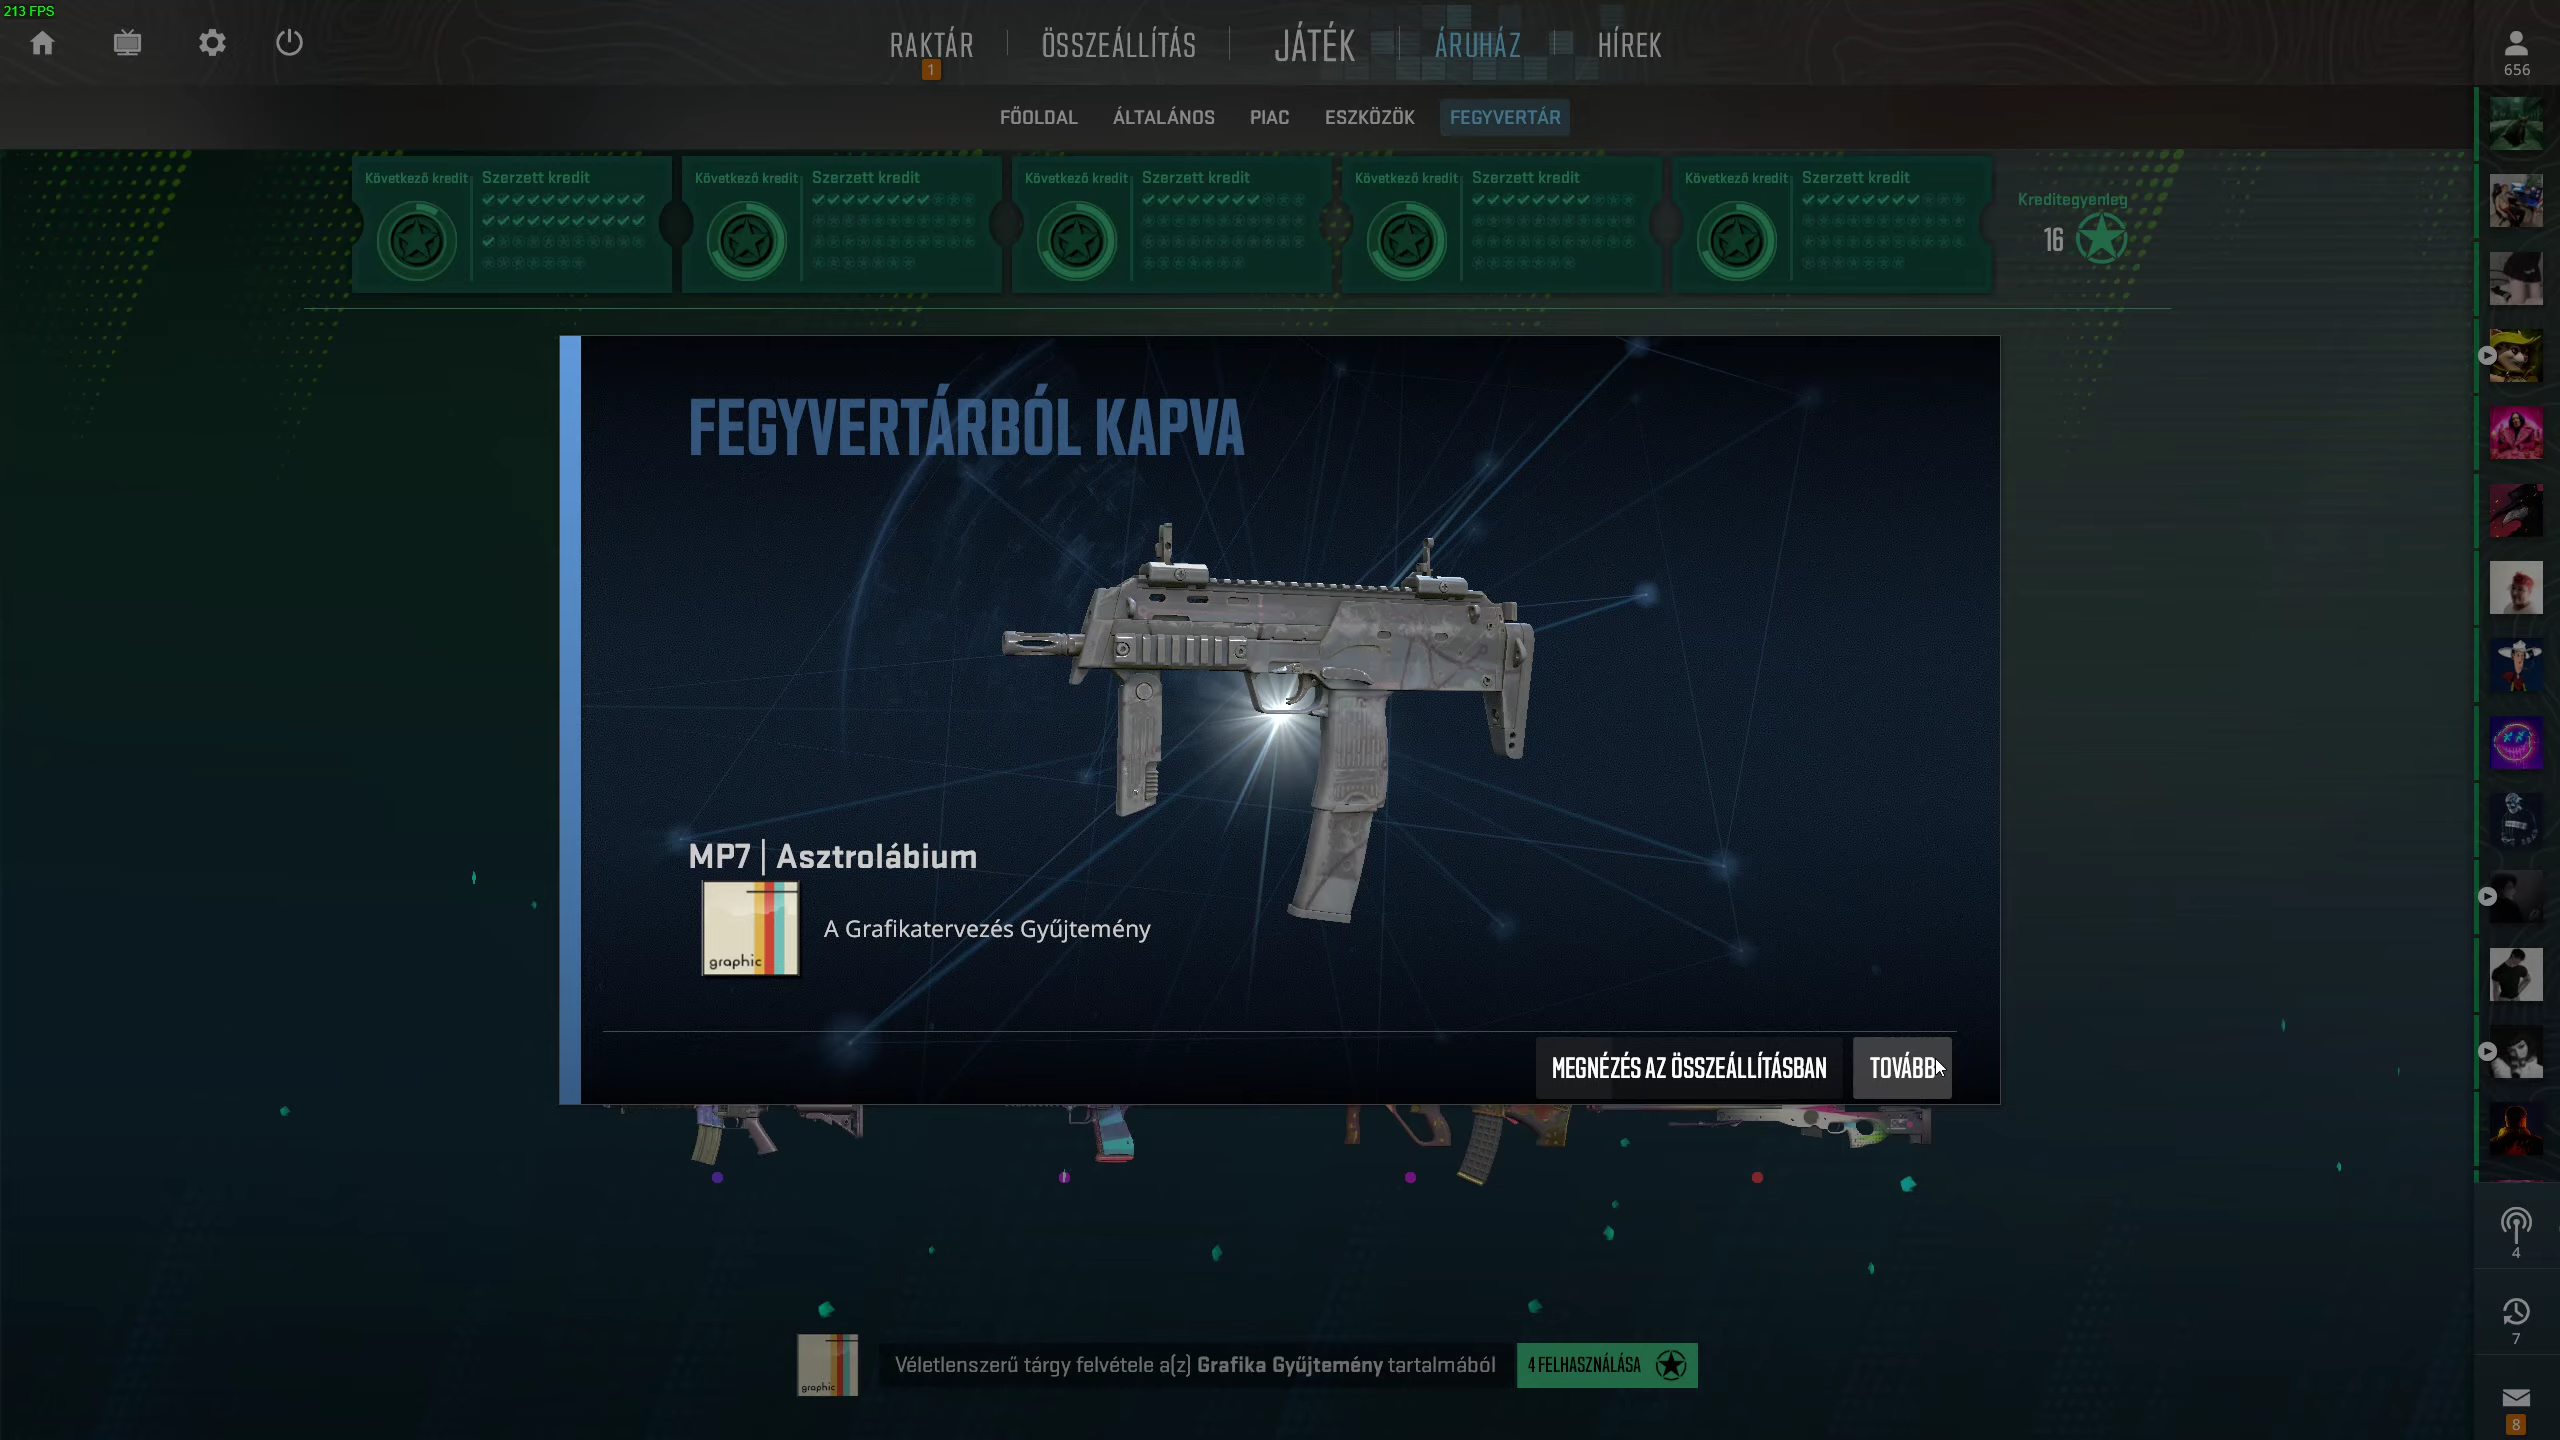 213 FPS
RAKTÁR
ÖSSZEÁLLÍTÁS
JÁTÉK
ÁRUHÁZ
HÍREK
1
656
FŐOLDAL
ÁLTALÁNOS
PIAC
ESZKÖZÖK
FEGYVERTÁR
Következő kredit
Szerzett kredit
Következő kredit
Szerzett kredit
Következő kredit
Szerzett kredit
Következő kredit
Szerzett kredit
Következő kredit
Szerzett kredit
Kreditegyenleg
16
FEGYVERTÁRBÓL KAPVA
MP7 | Asztrolábium
graphic
A Grafikatervezés Gyűjtemény
MEGNÉZÉS AZ ÖSSZEÁLLÍTÁSBAN
TOVÁBB
graphic
Véletlenszerű tárgy felvétele a(z) Grafika Gyűjtemény tartalmából
4 FELHASZNÁLÁSA
4
7
8